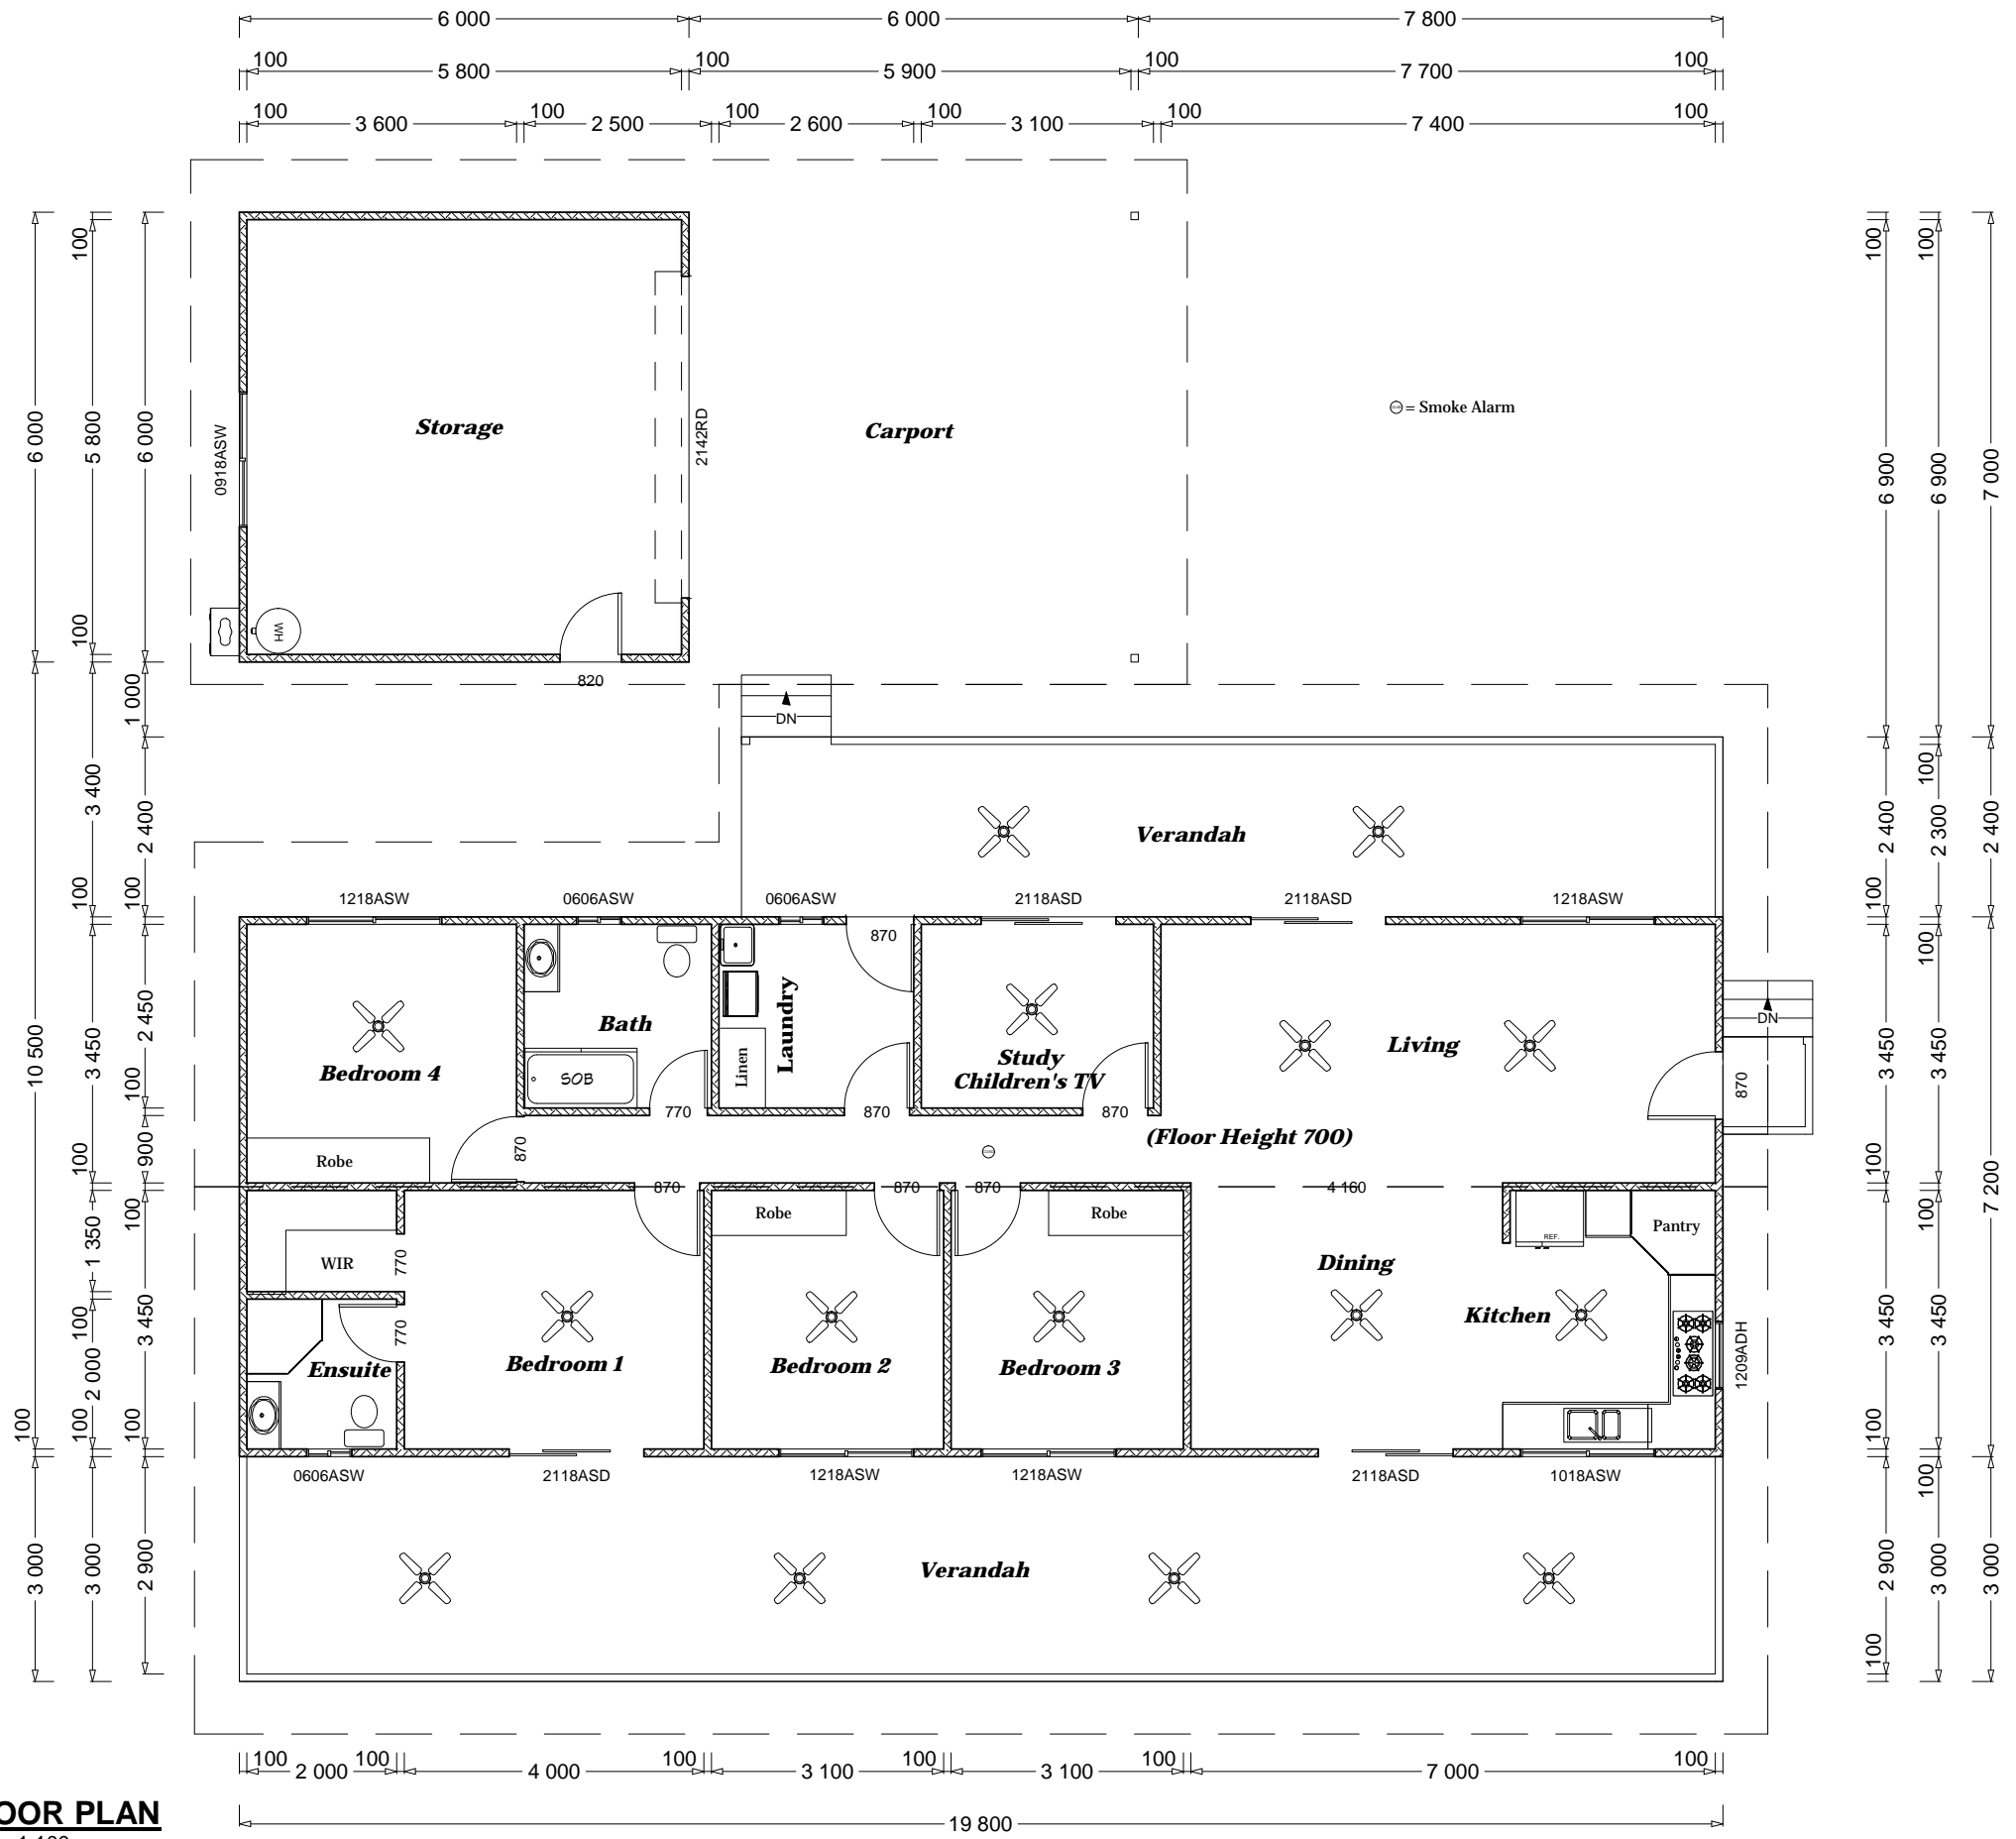 6 000 6 000 7 800
100 5 800 100 5 900 100 7 700 100
100 3 600 100 2 500 100 2 600 100 3 100 100 7 400 100
6 000
10 500
100
3 000
100
5 800
100
3 400
100
3 450
100
1 350
100
2 000
100
3 000
6 000
1 000
2 400
100
2 450
100
900
100
3 450
100
2 900
Storage
Carport
= Smoke Alarm
0918ASW
2142RD
WH
820
DN
Verandah
1218ASW 0606ASW 0606ASW 2118ASD 2118ASD 1218ASW
870
Bedroom 4
Bath
SOB
Laundry
Linen
Study
Children's TV
Living
DN
870
770 870 870
(Floor Height 700)
Robe
870
870 870 870 4 160
Robe Robe
REF.
Pantry
WIR
770
Dining
Kitchen
770
Ensuite
Bedroom 1
Bedroom 2
Bedroom 3
1209ADH
0606ASW 2118ASD 1218ASW 1218ASW 2118ASD 1018ASW
Verandah
100
6 900
2 400
100
3 450
100
3 450
100
2 900
100
100
6 900
100
2 300
100
3 450
100
3 450
100
3 000
7 000
2 400
7 200
3 000
100 2 000 100 4 000 100 3 100 100 3 100 100 7 000 100
19 800
OOR PLAN